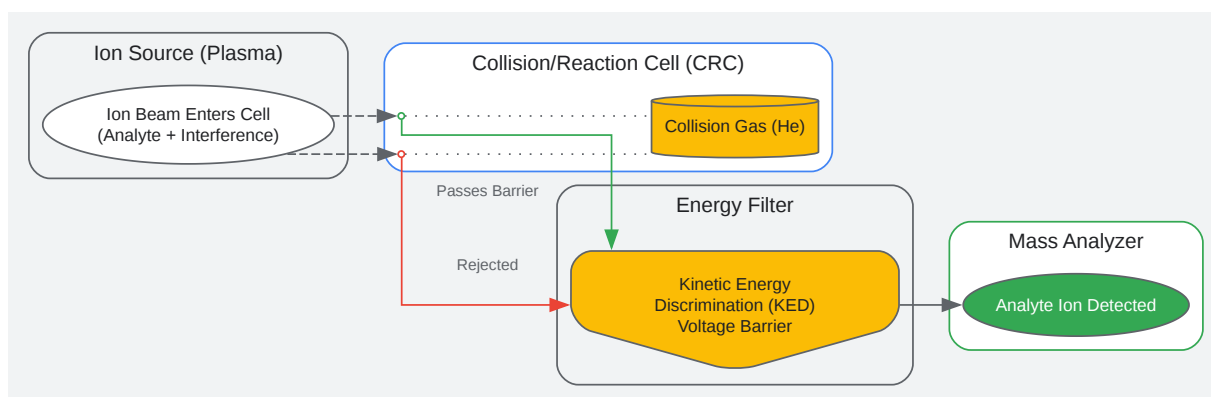 Ion Source (Plasma)
Ion Beam Enters Cell
(Analyte + Interference)
Collision/Reaction Cell (CRC)
Collision Gas (He)
Passes Barrier
Rejected
Energy Filter
Kinetic Energy
Discrimination (KED)
Voltage Barrier
Mass Analyzer
Analyte Ion Detected